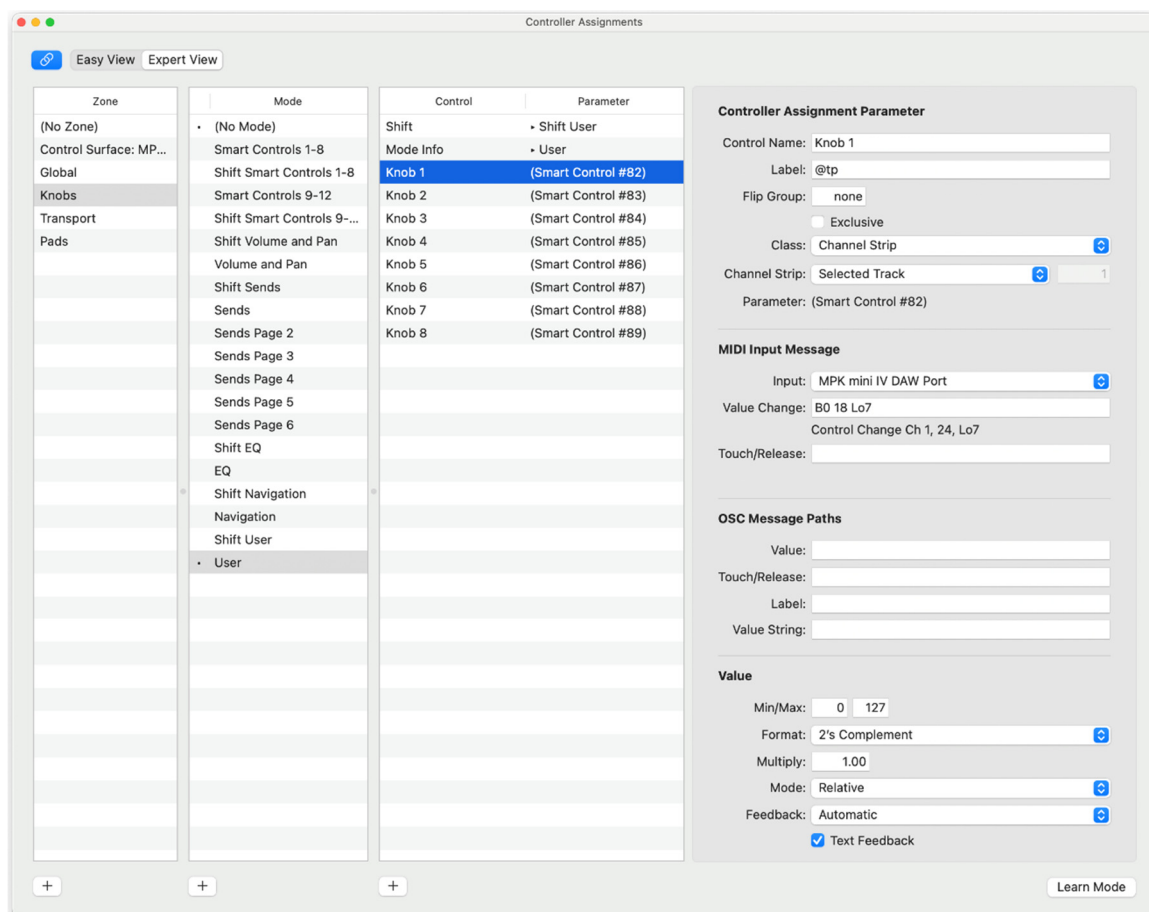 Controller Assignments
Easy View Expert View
Zone
(No Zone)
Control Surface: MP...
Global
Knobs
Transport
Pads
Mode
• (No Mode)
Smart Controls 1-8
Shift Smart Controls 1-8
Smart Controls 9-12
Shift Smart Controls 9-...
Shift Volume and Pan
Volume and Pan
Shift Sends
Sends
Sends Page 2
Sends Page 3
Sends Page 4
Sends Page 5
Sends Page 6
Shift EQ
EQ
Shift Navigation
Navigation
Shift User
• User
Control Parameter
Shift ▸ Shift User
Mode Info ▸ User
Knob 1 (Smart Control #82)
Knob 2 (Smart Control #83)
Knob 3 (Smart Control #84)
Knob 4 (Smart Control #85)
Knob 5 (Smart Control #86)
Knob 6 (Smart Control #87)
Knob 7 (Smart Control #88)
Knob 8 (Smart Control #89)
Controller Assignment Parameter
Control Name: Knob 1
Label: @tp
Flip Group: none
Exclusive
Class: Channel Strip
Channel Strip: Selected Track 1
Parameter: (Smart Control #82)
MIDI Input Message
Input: MPK mini IV DAW Port
Value Change: B0 18 Lo7
Control Change Ch 1, 24, Lo7
Touch/Release:
OSC Message Paths
Value:
Touch/Release:
Label:
Value String:
Value
Min/Max: 0 127
Format: 2's Complement
Multiply: 1.00
Mode: Relative
Feedback: Automatic
Text Feedback
+ + +
Learn Mode